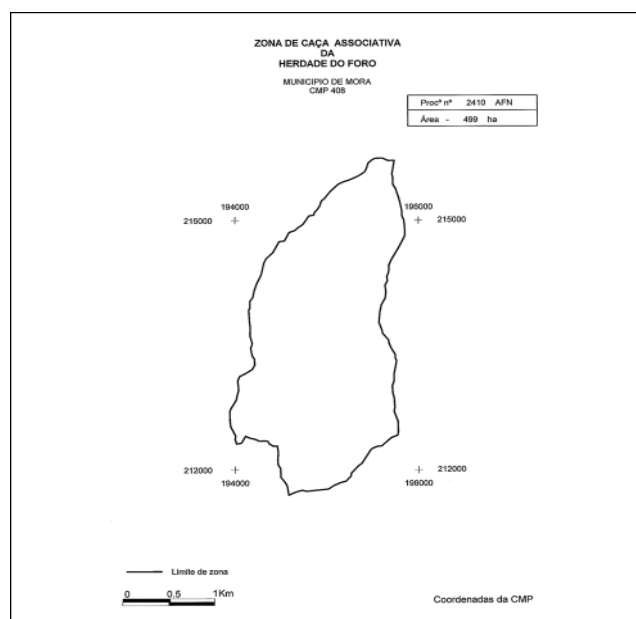 ZONA DE CAÇA ASSOCIATIVA
DA
HERDADE DO FORO
MUNICIPIO DE MORA
CMP 408
Procº nº 2410 AFN
Área - 499 ha
194000
196000
215000
215000
212000
212000
194000
196000
Limite de zona
0 0.5 1Km
Coordenadas da CMP